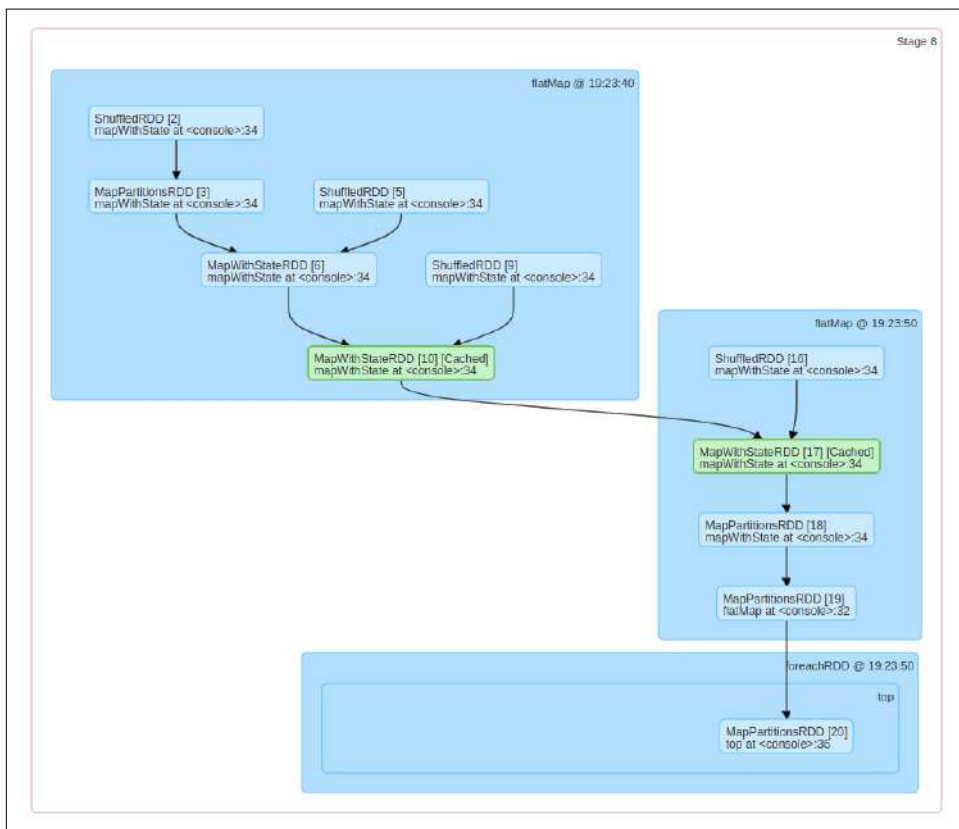 Stage 8
flatMap @ 19:23:40
ShuffledRDD [2]
mapWithState at <console>:34
MapPartitionsRDD [3]
mapWithState at <console>:34
ShuffledRDD [5]
mapWithState at <console>:34
MapWithStateRDD [6]
mapWithState at <console>:34
ShuffledRDD [9]
mapWithState at <console>:34
MapWithStateRDD [10] [Cached]
mapWithState at <console>:34
flatMap @ 19:23:50
ShuffledRDD [16]
mapWithState at <console>:34
MapWithStateRDD [17] [Cached]
mapWithState at <console>:34
MapPartitionsRDD [18]
mapWithState at <console>:34
MapPartitionsRDD [19]
flatMap at <console>:32
foreachRDD @ 19:23:50
top
MapPartitionsRDD [20]
top at <console>:36